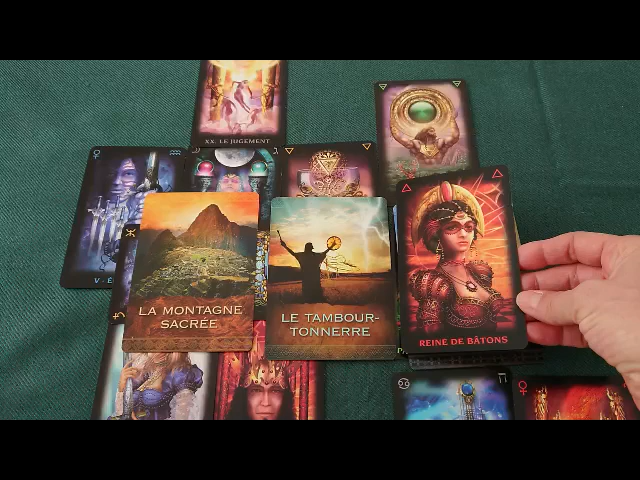 XX. LE JUGEMENT
LA MONTAGNE
SACRÉE
LE TAMBOUR-
TONNERRE
REINE DE BÂTONS